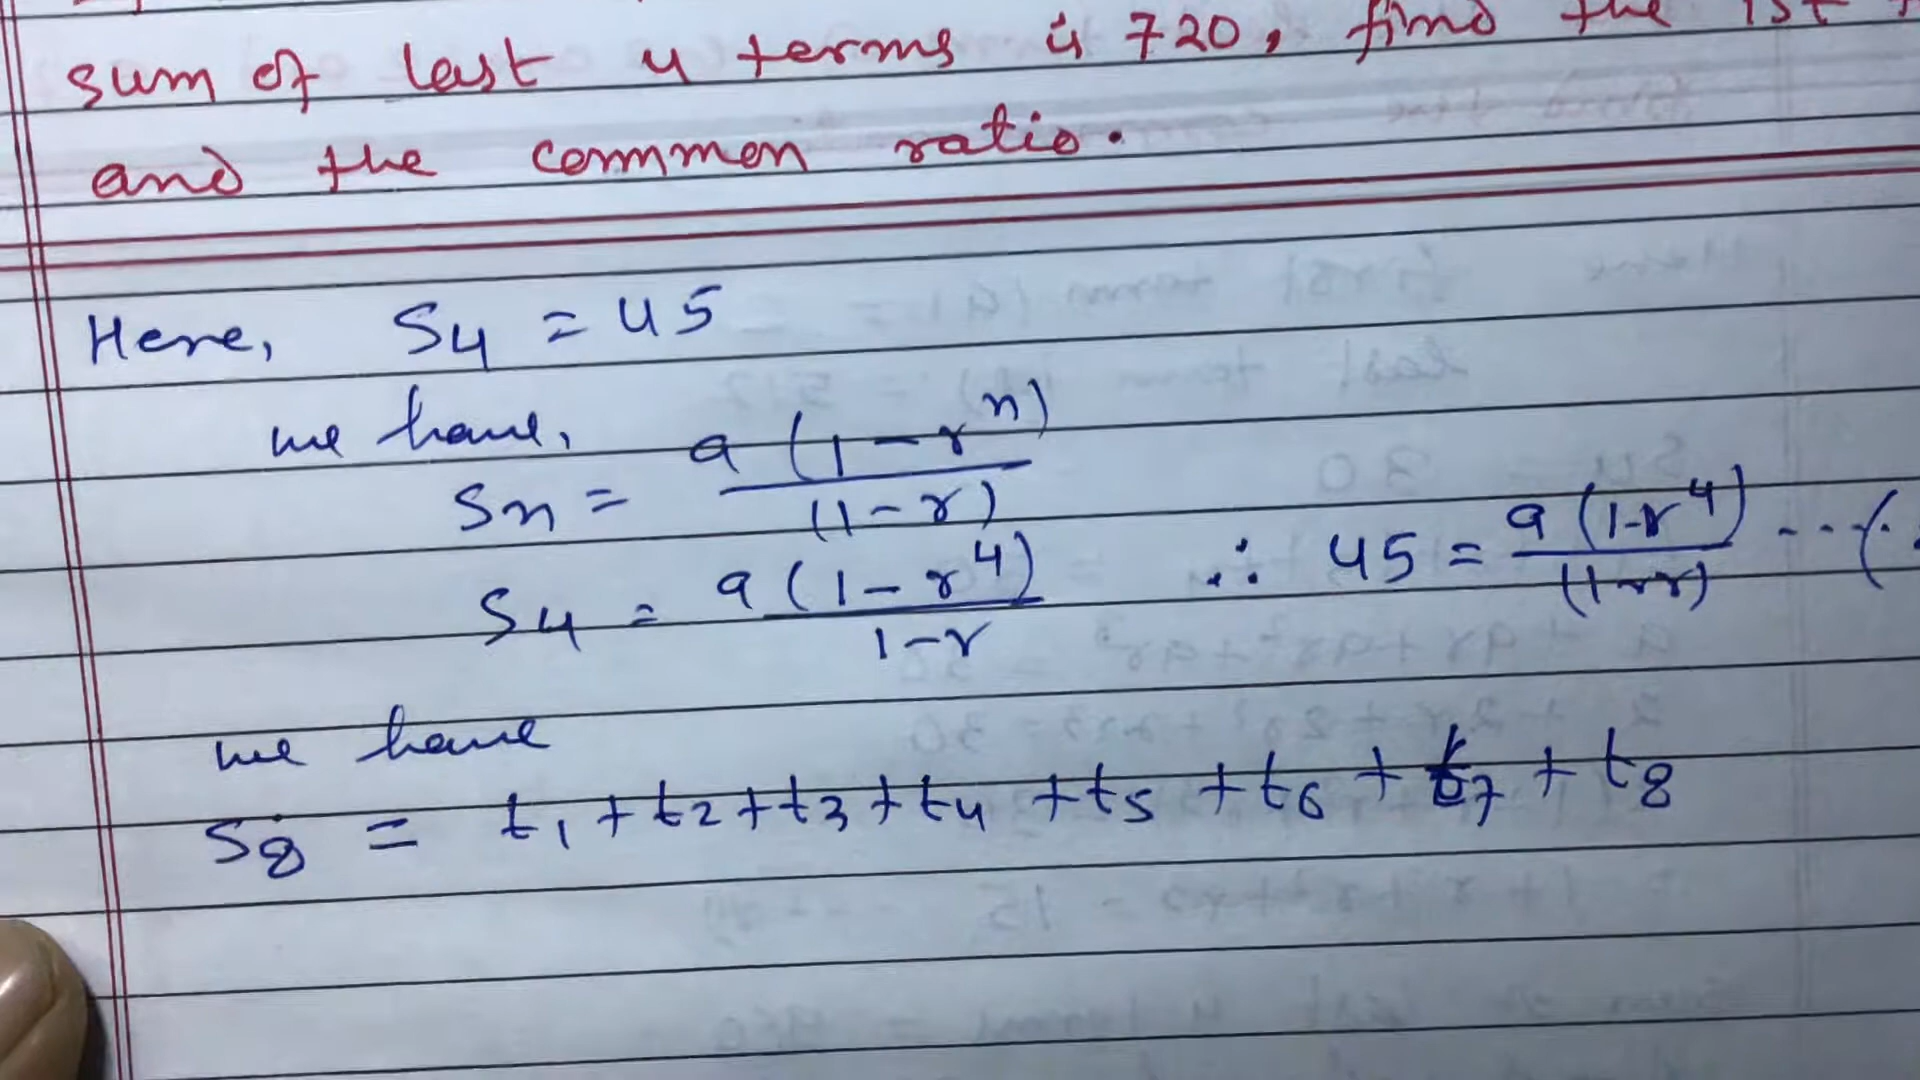 sum of last 4 terms is 720, find the 1st
and the common ratio.
Here, S4 = 45
we have,
Sn = a(1-r^n) / (1-r)
S4 = a(1-r^4) / 1-r ∴ 45 = a(1-r^4) / (1-r) ---(
we have
S8 = t1 + t2 + t3 + t4 + t5 + t6 + t7 + t8